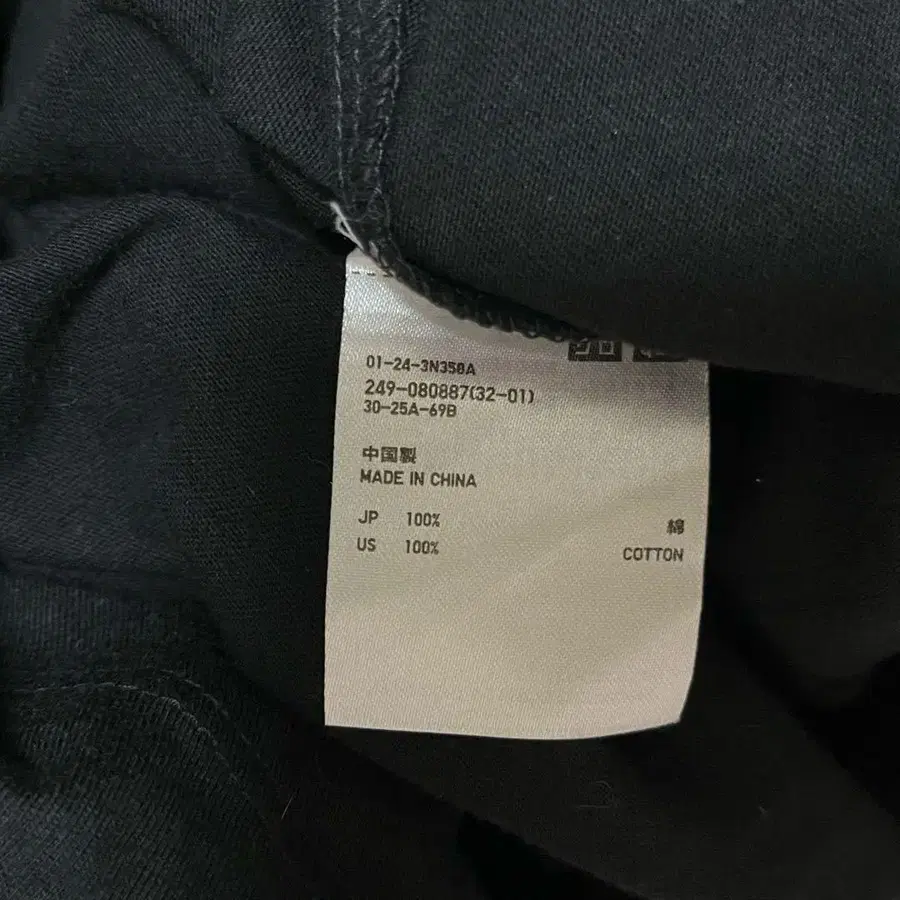 01-24-3N350A
249-080887(32-01)
30-25A-69B
中国製
MADE IN CHINA
JP 100% 綿
US 100% COTTON